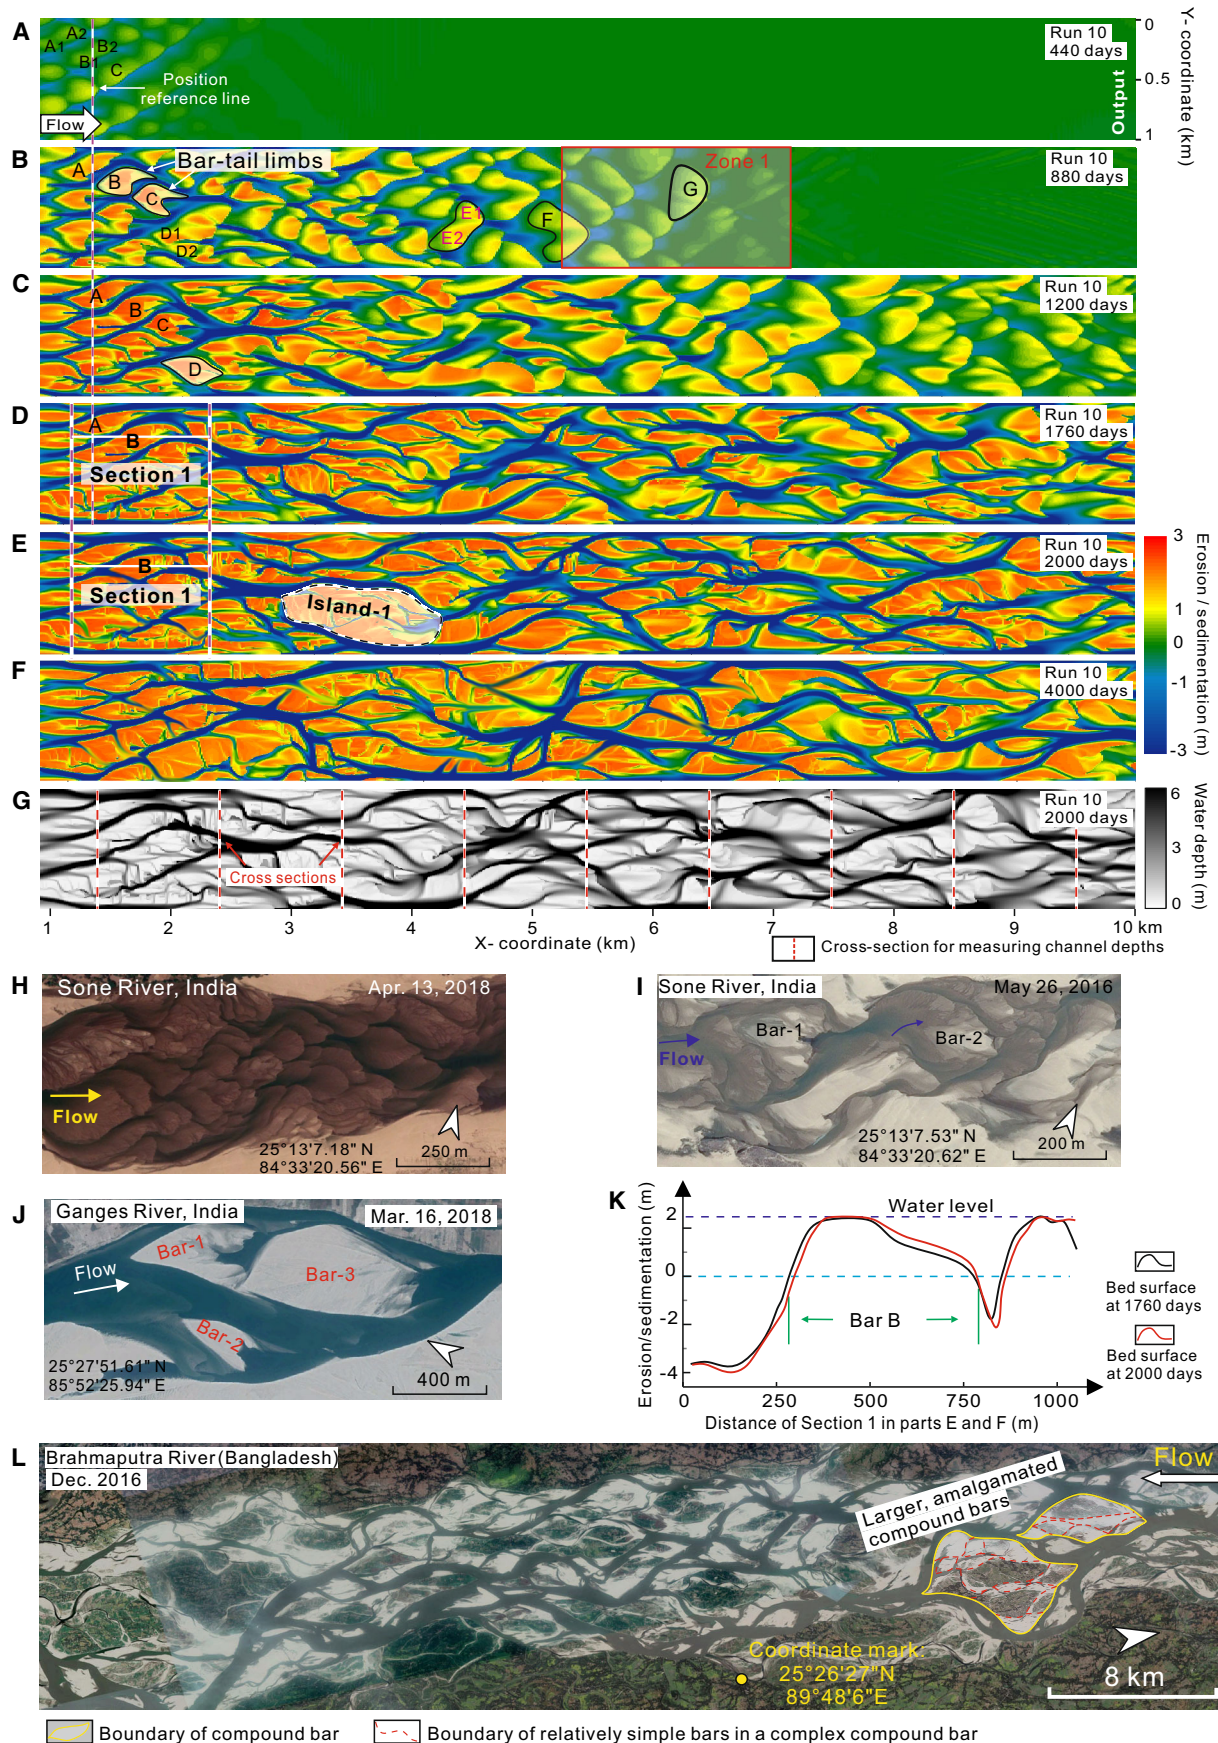 A
A2
A1
B2
B1
C
Position
reference line
Flow
Run 10
440 days
Output
0
0.5
1
Y- coordinate (km)
B
A
Bar-tail limbs
B
C
D1
D2
E1
E2
F
Zone 1
G
Run 10
880 days
C
A
B
C
D
Run 10
1200 days
D
A
B
Section 1
Run 10
1760 days
E
B
Section 1
Island-1
Run 10
2000 days
3
1
0
-1
-3
Erosion / sedimentation (m)
F
Run 10
4000 days
G
Cross sections
Run 10
2000 days
6
3
0
Water depth (m)
1
2
3
4
5
6
7
8
9
10 km
X- coordinate (km)
Cross-section for measuring channel depths
H
Sone River, India
Apr. 13, 2018
Flow
25°13'7.18" N
84°33'20.56" E
250 m
I
Sone River, India
May 26, 2016
Bar-1
Bar-2
Flow
25°13'7.53" N
84°33'20.62" E
200 m
J
Ganges River, India
Mar. 16, 2018
Bar-1
Flow
Bar-3
Bar-2
25°27'51.61" N
85°52'25.94" E
400 m
K
Erosion/sedimentation (m)
2
0
-2
-4
Water level
Bar B
0
250
500
750
1000
Distance of Section 1 in parts E and F (m)
Bed surface
at 1760 days
Bed surface
at 2000 days
L
Brahmaputra River (Bangladesh)
Dec. 2016
Flow
Larger, amalgamated
compound bars
Coordinate mark:
25°26'27"N
89°48'6"E
8 km
Boundary of compound bar
Boundary of relatively simple bars in a complex compound bar